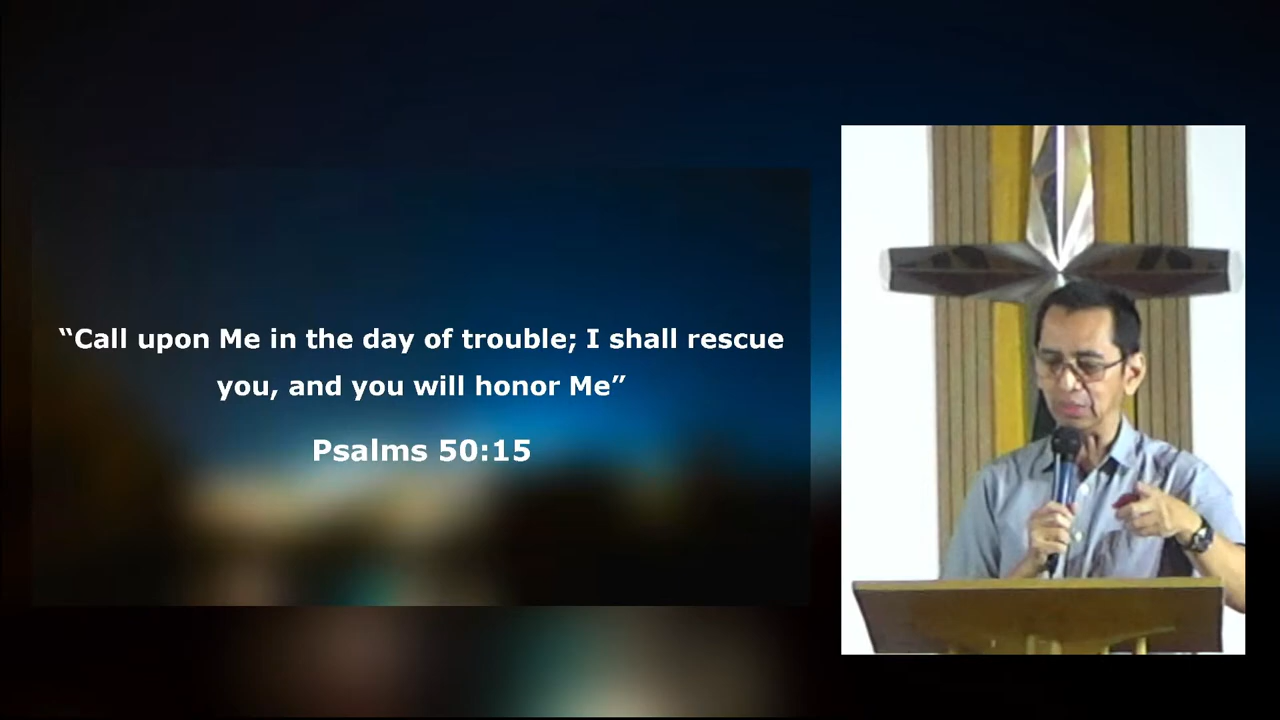 “Call upon Me in the day of trouble; I shall rescue
you, and you will honor Me”
Psalms 50:15